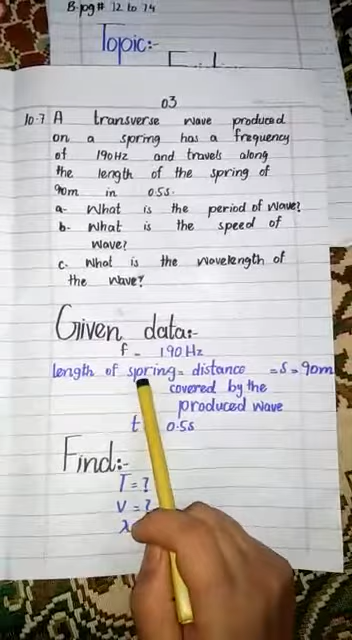 B-pg# 12 to 14
Topic:-
03
10.7 A transverse wave produced
on a spring has a frequency
of 190Hz and travels along
the length of the spring of
90m in 0.5s.
a- What is the period of wave?
b- What is the speed of
wave?
c- What is the wavelength of
the wave?
Given data:-
f = 190Hz
length of spring = distance = S = 90m
covered by the
produced wave
t 0.5s
Find:-
T = ?
V = ?
λ